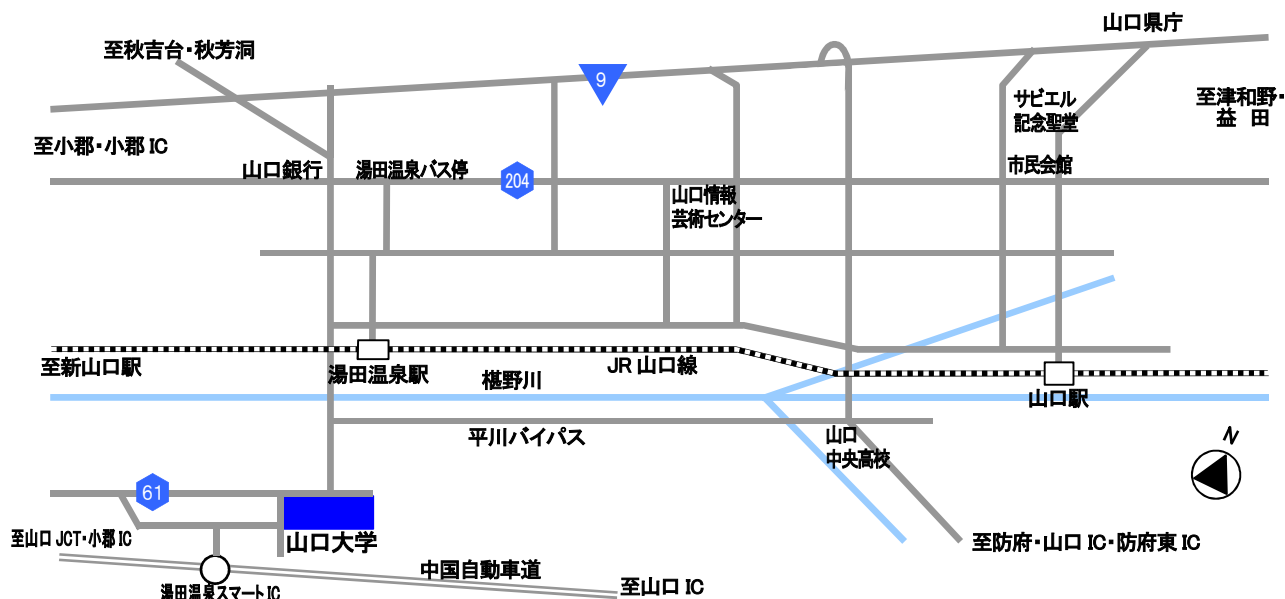 山口県庁
至秋吉台・秋芳洞
9
サビエル
記念聖堂
至津和野・
益 田
至小郡・小郡 IC
山口銀行
湯田温泉バス停
204
市民会館
山口情報
芸術センター
至新山口駅
湯田温泉駅
椹野川
JR 山口線
山口駅
平川バイパス
山口
中央高校
N
61
至山口 JCT・小郡 IC
山口大学
至防府・山口 IC・防府東 IC
中国自動車道
湯田温泉スマート IC
至山口 IC